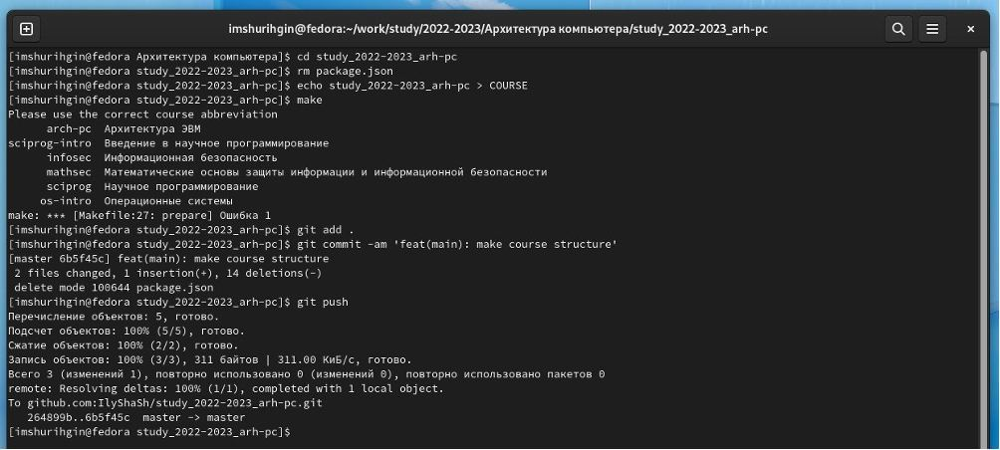 imshurihgin@fedora:~/work/study/2022-2023/Архитектура компьютера/study_2022-2023_arh-pc
[imshurihgin@fedora Архитектура компьютера]$ cd study_2022-2023_arh-pc
[imshurihgin@fedora study_2022-2023_arh-pc]$ rm package.json
[imshurihgin@fedora study_2022-2023_arh-pc]$ echo study_2022-2023_arh-pc > COURSE
[imshurihgin@fedora study_2022-2023_arh-pc]$ make
Please use the correct course abbreviation
arch-pc  Архитектура ЭВМ
sciprog-intro  Введение в научное программирование
infosec  Информационная безопасность
mathsec  Математические основы защиты информации и информационной безопасности
sciprog  Научное программирование
os-intro  Операционные системы
make: *** [Makefile:27: prepare] Ошибка 1
[imshurihgin@fedora study_2022-2023_arh-pc]$ git add .
[imshurihgin@fedora study_2022-2023_arh-pc]$ git commit -am 'feat(main): make course structure'
[master 6b5f45c] feat(main): make course structure
2 files changed, 1 insertion(+), 14 deletions(-)
delete mode 100644 package.json
[imshurihgin@fedora study_2022-2023_arh-pc]$ git push
Перечисление объектов: 5, готово.
Подсчет объектов: 100% (5/5), готово.
Сжатие объектов: 100% (2/2), готово.
Запись объектов: 100% (3/3), 311 байтов | 311.00 КиБ/с, готово.
Всего 3 (изменений 1), повторно использовано 0 (изменений 0), повторно использовано пакетов 0
remote: Resolving deltas: 100% (1/1), completed with 1 local object.
To github.com:IlyShaSh/study_2022-2023_arh-pc.git
264899b..6b5f45c  master -> master
[imshurihgin@fedora study_2022-2023_arh-pc]$